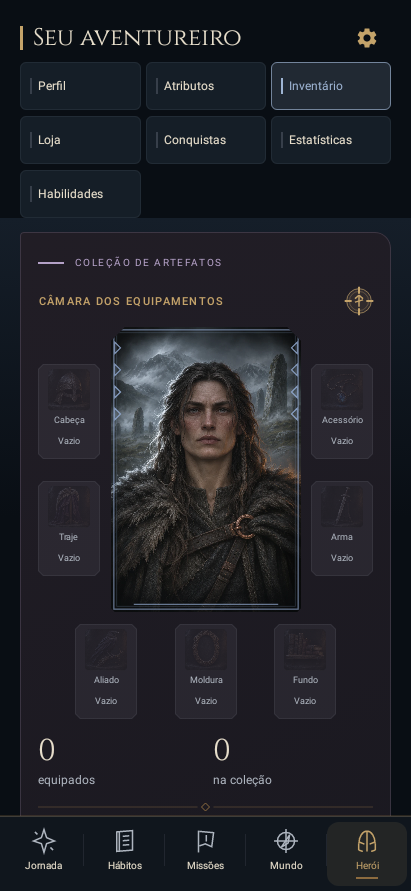 Seu aventureiro
Perfil
Atributos
Inventário
Loja
Conquistas
Estatísticas
Habilidades
COLEÇÃO DE ARTEFATOS
CÂMARA DOS EQUIPAMENTOS
Cabeça
Vazio
Acessório
Vazio
Traje
Vazio
Arma
Vazio
Aliado
Vazio
Moldura
Vazio
Fundo
Vazio
0
equipados
0
na coleção
Jornada
Hábitos
Missões
Mundo
Herói